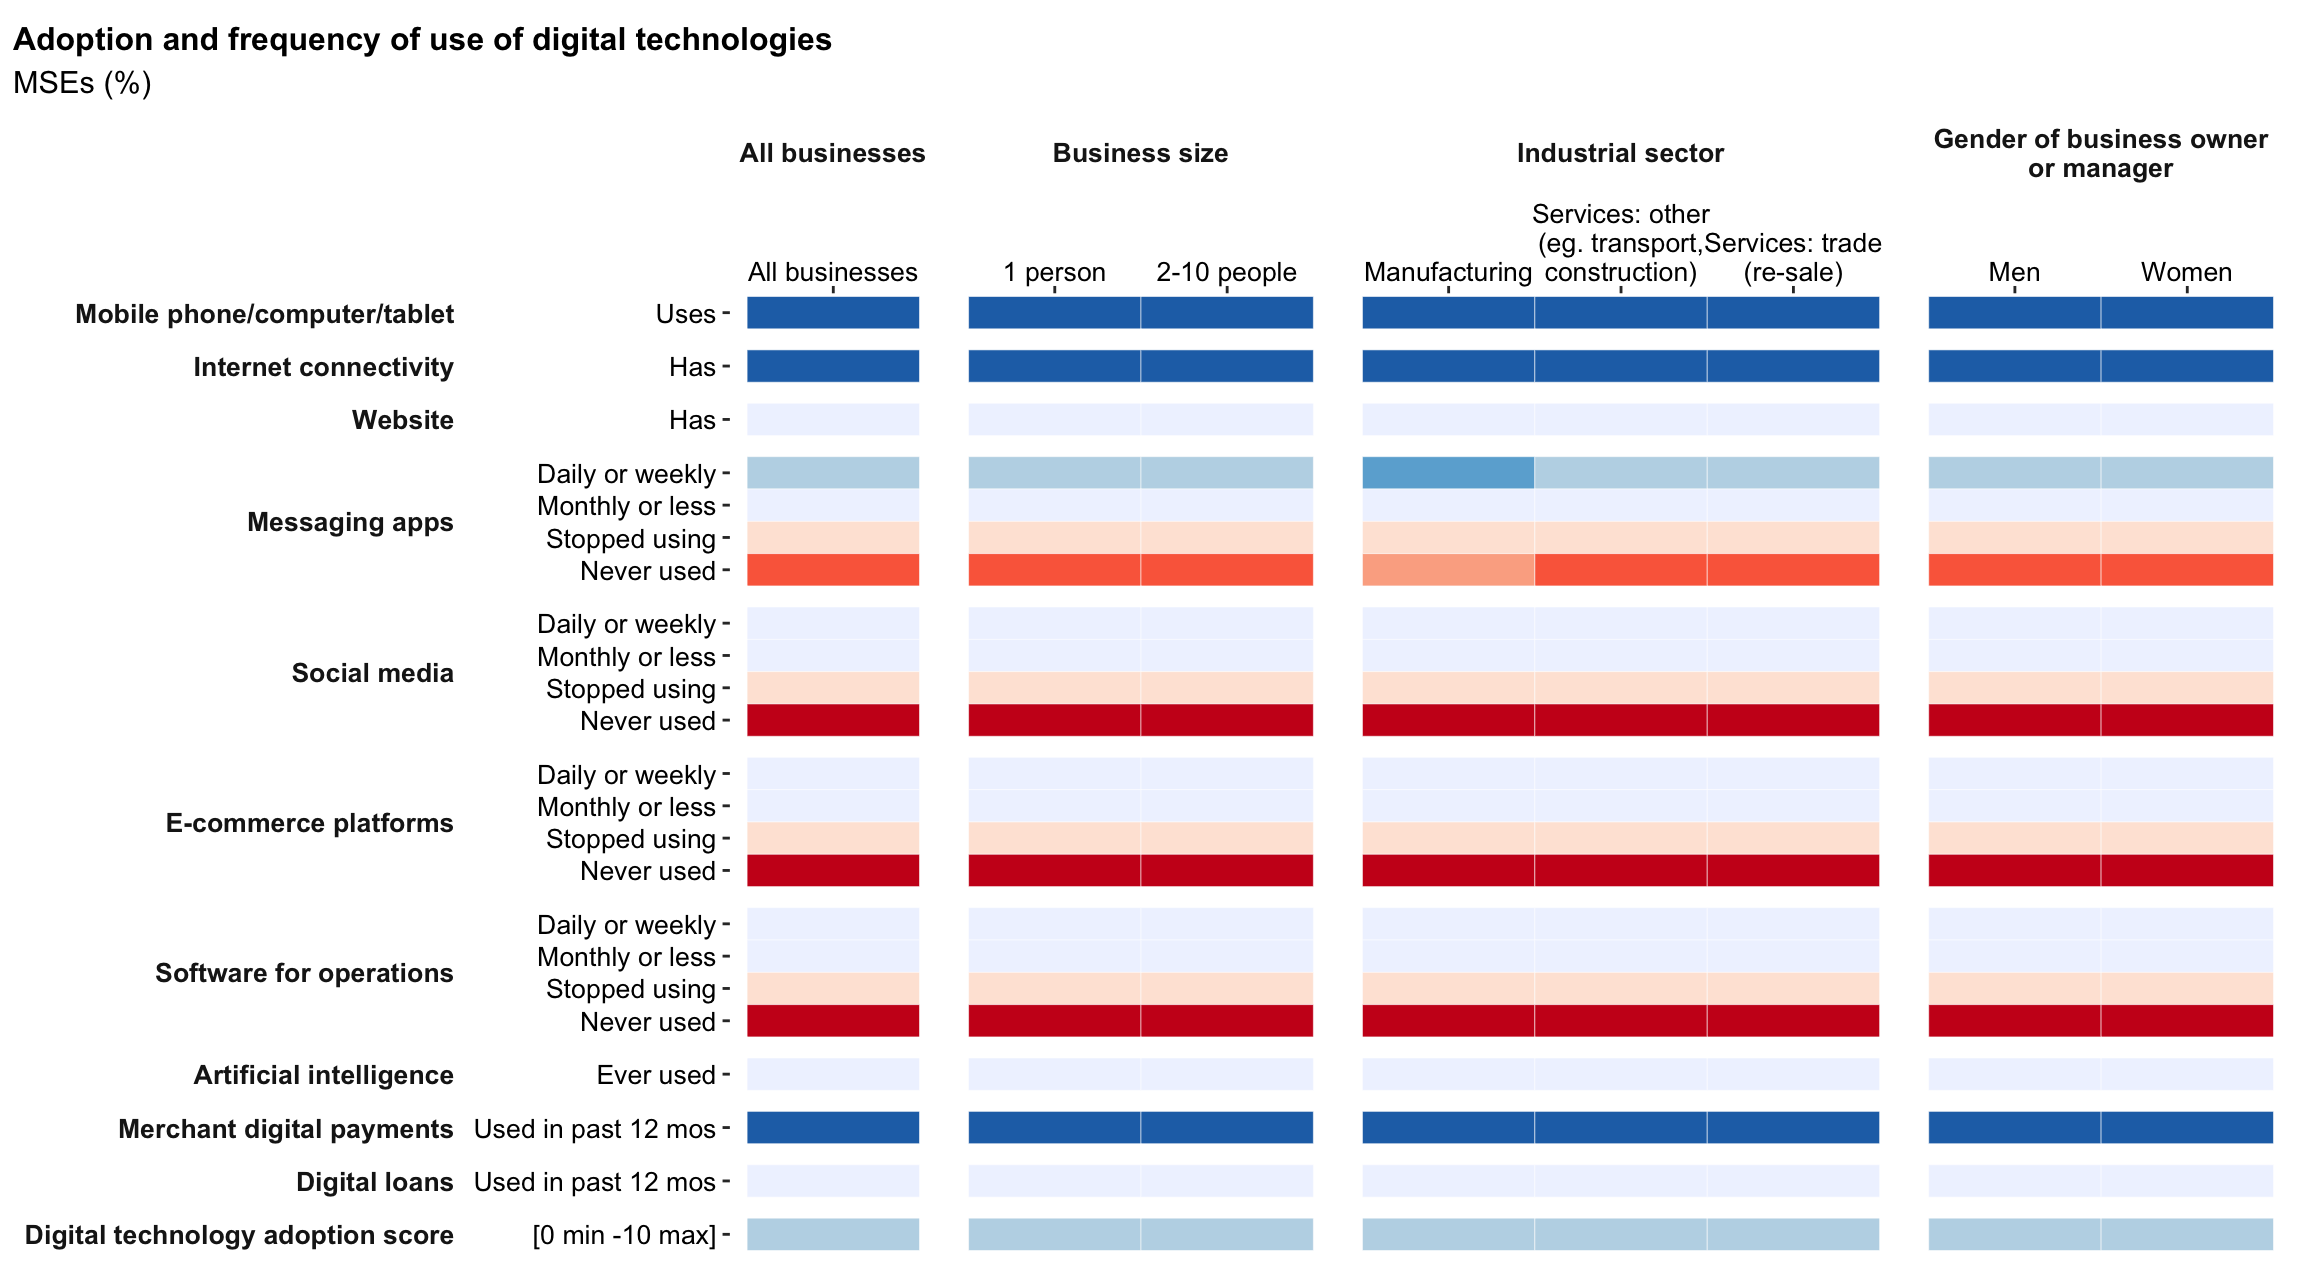 Adoption and frequency of use of digital technologies
MSEs (%)
All businesses
Business size
Industrial sector
Gender of business owner
or manager
All businesses
1 person
2-10 people
Manufacturing
Services: other
(eg. transport,
construction)
Services: trade
(re-sale)
Men
Women
Mobile phone/computer/tablet
Uses
Internet connectivity
Has
Website
Has
Messaging apps
Daily or weekly
Monthly or less
Stopped using
Never used
Social media
Daily or weekly
Monthly or less
Stopped using
Never used
E-commerce platforms
Daily or weekly
Monthly or less
Stopped using
Never used
Software for operations
Daily or weekly
Monthly or less
Stopped using
Never used
Artificial intelligence
Ever used
Merchant digital payments
Used in past 12 mos
Digital loans
Used in past 12 mos
Digital technology adoption score
[0 min -10 max]